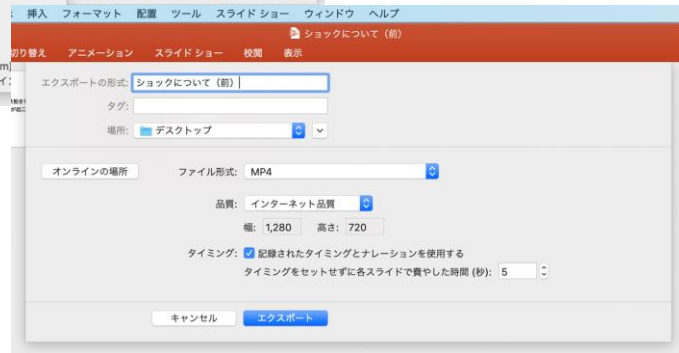 挿入 フォーマット 配置 ツール スライド ショー ウィンドウ ヘルプ
ショックについて（前）
切り替え アニメーション スライド ショー 校閲 表示
エクスポートの形式: ショックについて（前）
タグ:
場所: デスクトップ
オンラインの場所 ファイル形式: MP4
品質: インターネット品質
幅: 1,280 高さ: 720
タイミング: 記録されたタイミングとナレーションを使用する
タイミングをセットせずに各スライドで費やした時間 (秒): 5
キャンセル エクスポート